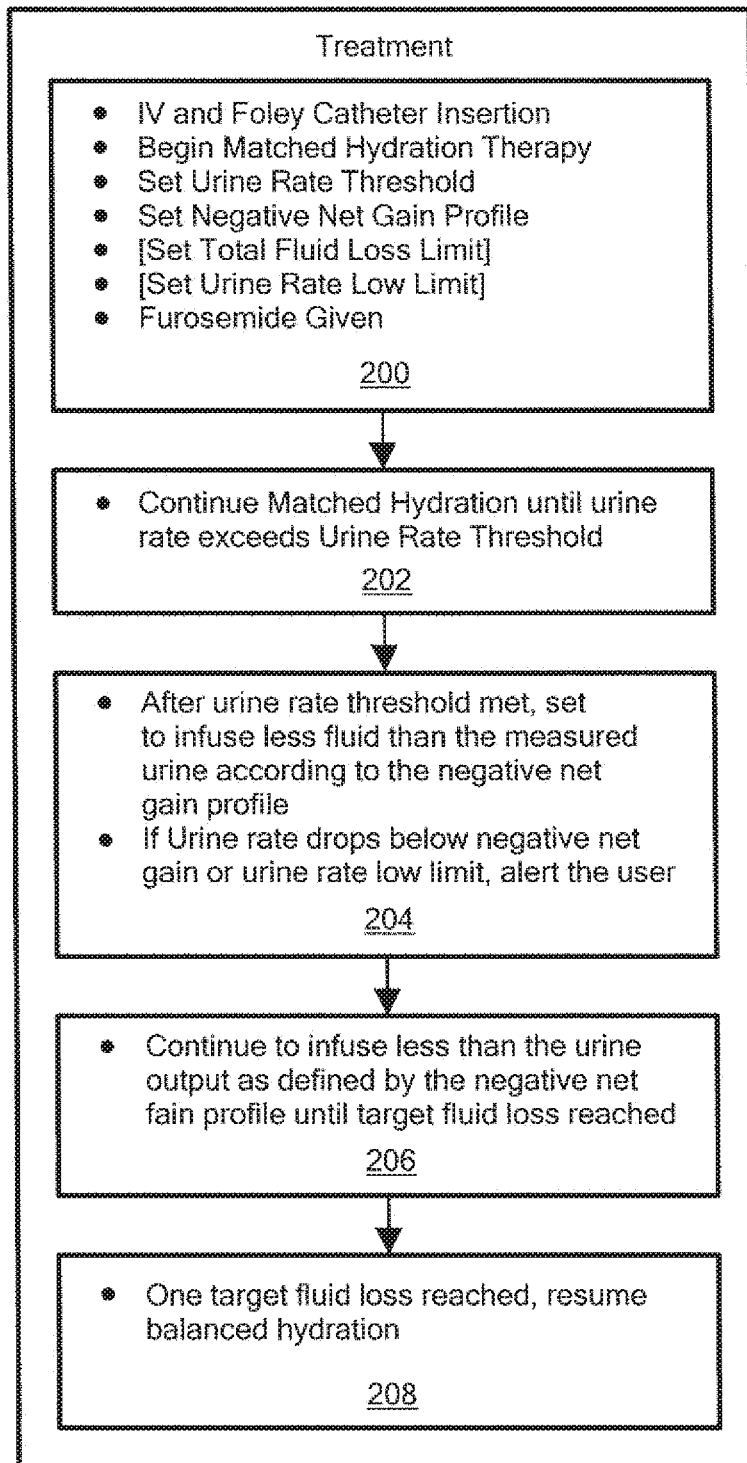 Treatment
• IV and Foley Catheter Insertion
• Begin Matched Hydration Therapy
• Set Urine Rate Threshold
• Set Negative Net Gain Profile
• [Set Total Fluid Loss Limit]
• [Set Urine Rate Low Limit]
• Furosemide Given
200
• Continue Matched Hydration until urine
rate exceeds Urine Rate Threshold
202
• After urine rate threshold met, set
to infuse less fluid than the measured
urine according to the negative net
gain profile
• If Urine rate drops below negative net
gain or urine rate low limit, alert the user
204
• Continue to infuse less than the urine
output as defined by the negative net
fain profile until target fluid loss reached
206
• One target fluid loss reached, resume
balanced hydration
208